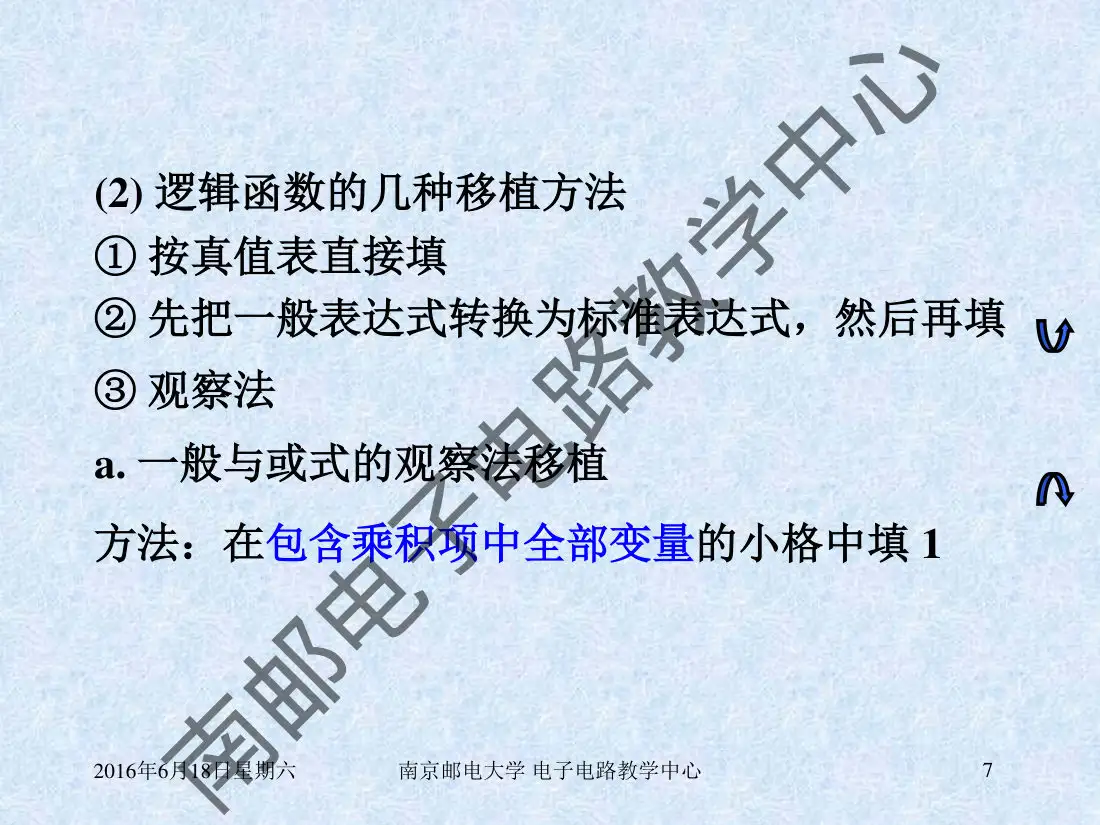 (2) 逻辑函数的几种移植方法
① 按真值表直接填
② 先把一般表达式转换为标准表达式，然后再填
③ 观察法
a. 一般与或式的观察法移植
方法：在包含乘积项中全部变量的小格中填 1
南邮电子电路教学中心
2016年6月18日星期六 南京邮电大学 电子电路教学中心 7